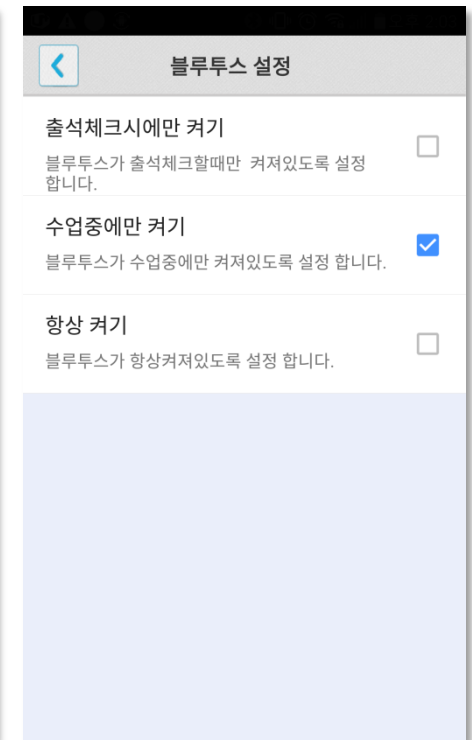 블루투스 설정
출석체크시에만 켜기
블루투스가 출석체크할때만 켜져있도록 설정
합니다.
수업중에만 켜기
블루투스가 수업중에만 켜져있도록 설정 합니다.
항상 켜기
블루투스가 항상켜져있도록 설정 합니다.